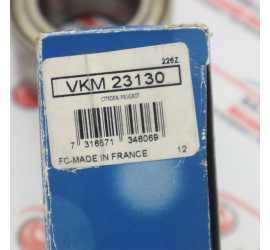 226Z
VKM 23130
CITROEN, PEUGEOT
7 316571 346069
FC-MADE IN FRANCE 12